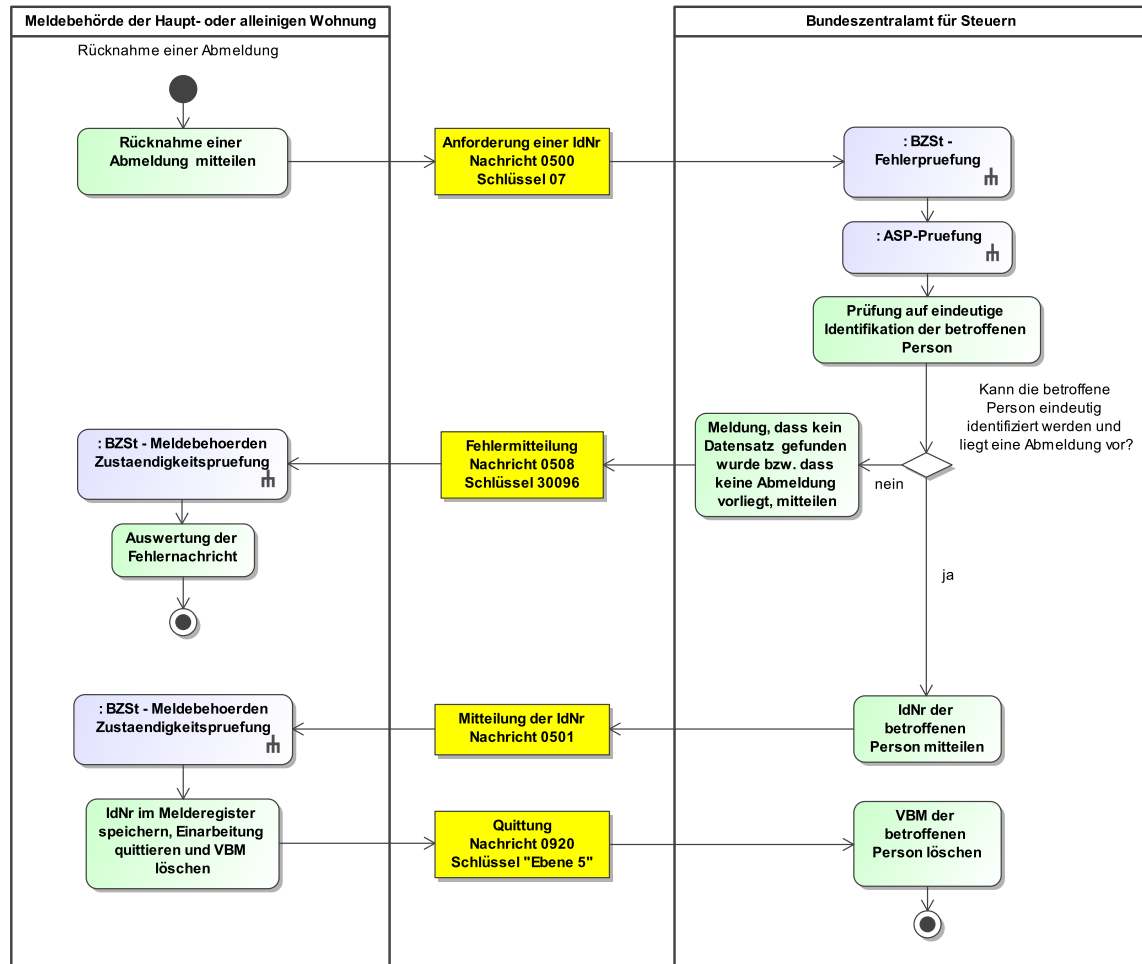 Meldebehörde der Haupt- oder alleinigen Wohnung
Bundeszentralamt für Steuern
Rücknahme einer Abmeldung
Rücknahme einer
Abmeldung mitteilen
Anforderung einer IdNr
Nachricht 0500
Schlüssel 07
: BZSt -
Fehlerpruefung
: ASP-Pruefung
Prüfung auf eindeutige
Identifikation der betroffenen
Person
Kann die betroffene
Person eindeutig
identifiziert werden und
liegt eine Abmeldung vor?
nein
Meldung, dass kein
Datensatz gefunden
wurde bzw. dass
keine Abmeldung
vorliegt, mitteilen
Fehlermitteilung
Nachricht 0508
Schlüssel 30096
: BZSt - Meldebehoerden
Zustaendigkeitspruefung
Auswertung der
Fehlernachricht
ja
IdNr der
betroffenen
Person mitteilen
Mitteilung der IdNr
Nachricht 0501
: BZSt - Meldebehoerden
Zustaendigkeitspruefung
IdNr im Melderegister
speichern, Einarbeitung
quittieren und VBM
löschen
Quittung
Nachricht 0920
Schlüssel "Ebene 5"
VBM der
betroffenen
Person löschen